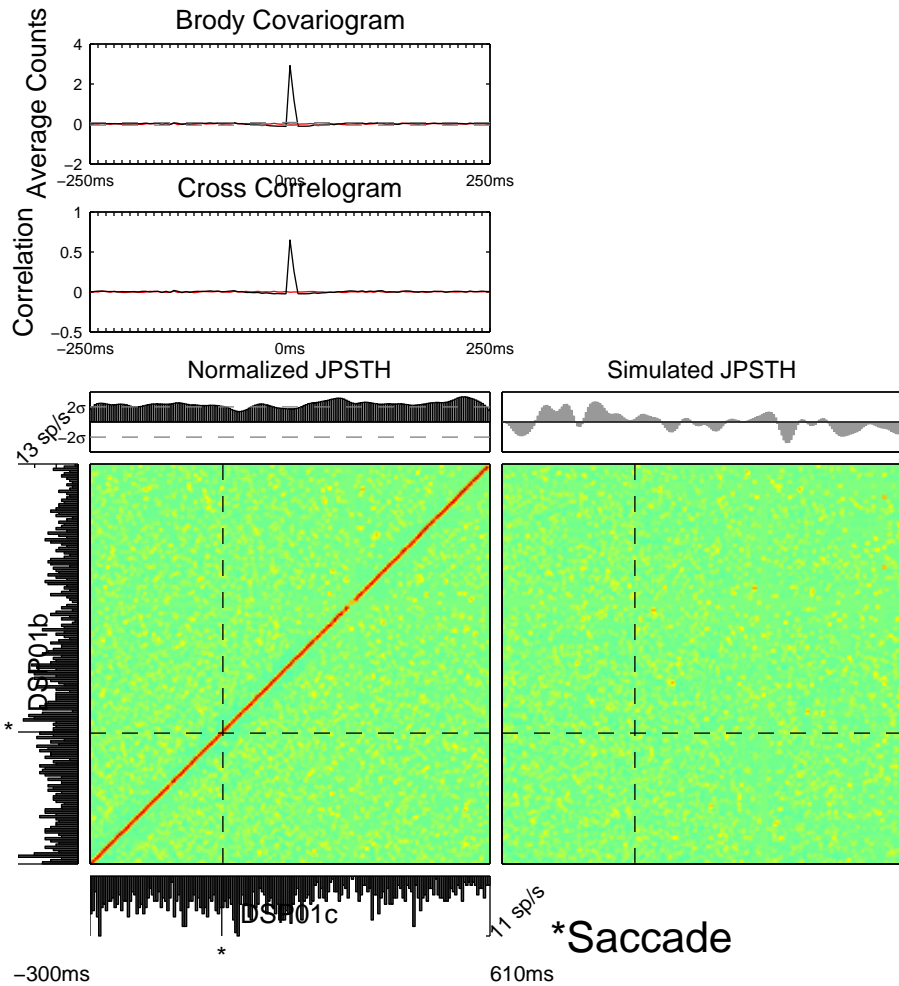 Brody Covariogram
Average Counts
4
2
0
−2
−250ms 0ms 250ms
Cross Correlogram
Correlation
1
0.5
0
−0.5
−250ms 0ms 250ms
Normalized JPSTH
Simulated JPSTH
2σ
−2σ
13 sp/s
DSP01b
*
DSP01c
11 sp/s
*
*Saccade
−300ms 610ms